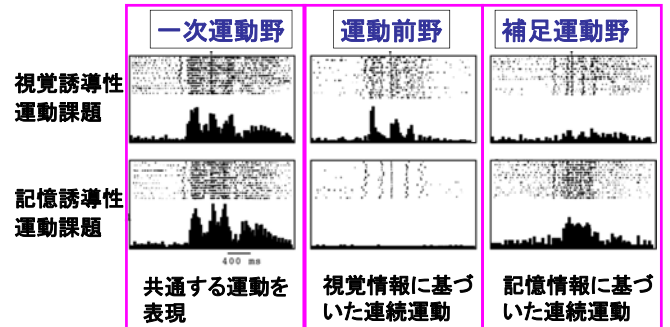 一次運動野
運動前野
補足運動野
視覚誘導性
運動課題
記憶誘導性
運動課題
400 ms
共通する運動を
表現
視覚情報に基づ
いた連続運動
記憶情報に基づ
いた連続運動